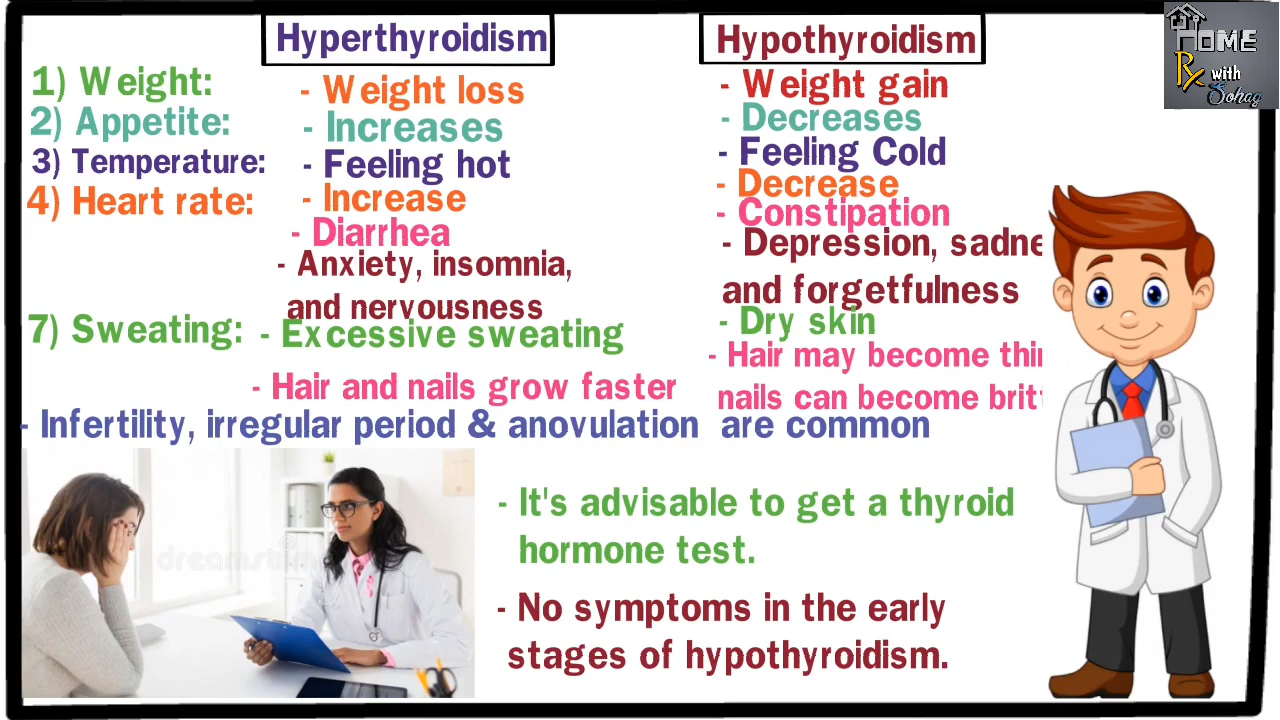 Hyperthyroidism
Hypothyroidism
HOME
Rx with
Sohag
1) Weight:
- Weight loss
- Weight gain
2) Appetite:
- Increases
- Decreases
3) Temperature:
- Feeling hot
- Feeling Cold
4) Heart rate:
- Increase
- Decrease
- Diarrhea
- Constipation
- Anxiety, insomnia,
and nervousness
- Depression, sadne
and forgetfulness
7) Sweating:
- Excessive sweating
- Dry skin
- Hair and nails grow faster
- Hair may become thin
nails can become britt
- Infertility, irregular period & anovulation are common
- It's advisable to get a thyroid
hormone test.
- No symptoms in the early
stages of hypothyroidism.
dreamstim